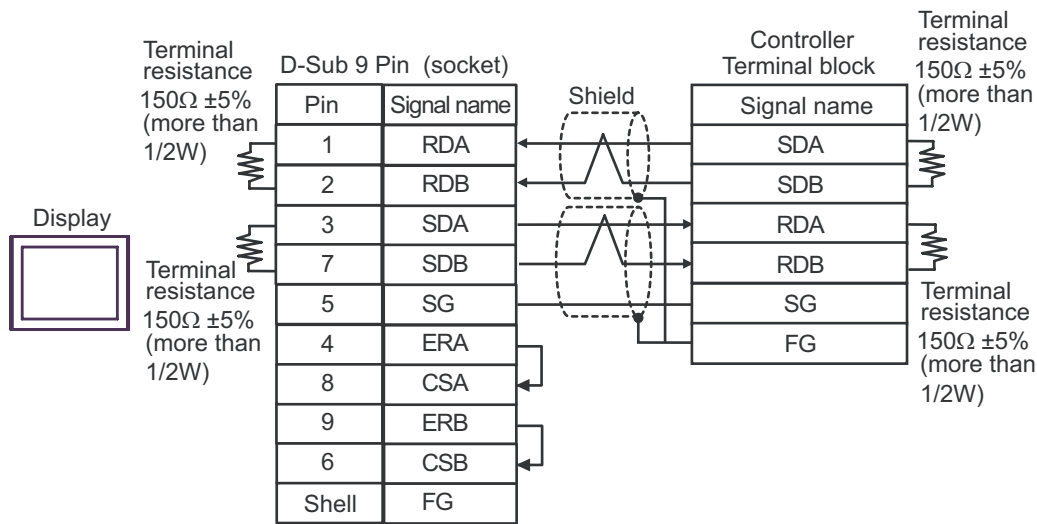 Terminal
resistance
150Ω ±5%
(more than
1/2W)
D-Sub 9 Pin (socket)
Pin Signal name
1 RDA
2 RDB
3 SDA
7 SDB
5 SG
4 ERA
8 CSA
9 ERB
6 CSB
Shell FG
Display
Terminal
resistance
150Ω ±5%
(more than
1/2W)
Shield
Controller
Terminal block
Signal name
SDA
SDB
RDA
RDB
SG
FG
Terminal
resistance
150Ω ±5%
(more than
1/2W)
Terminal
resistance
150Ω ±5%
(more than
1/2W)